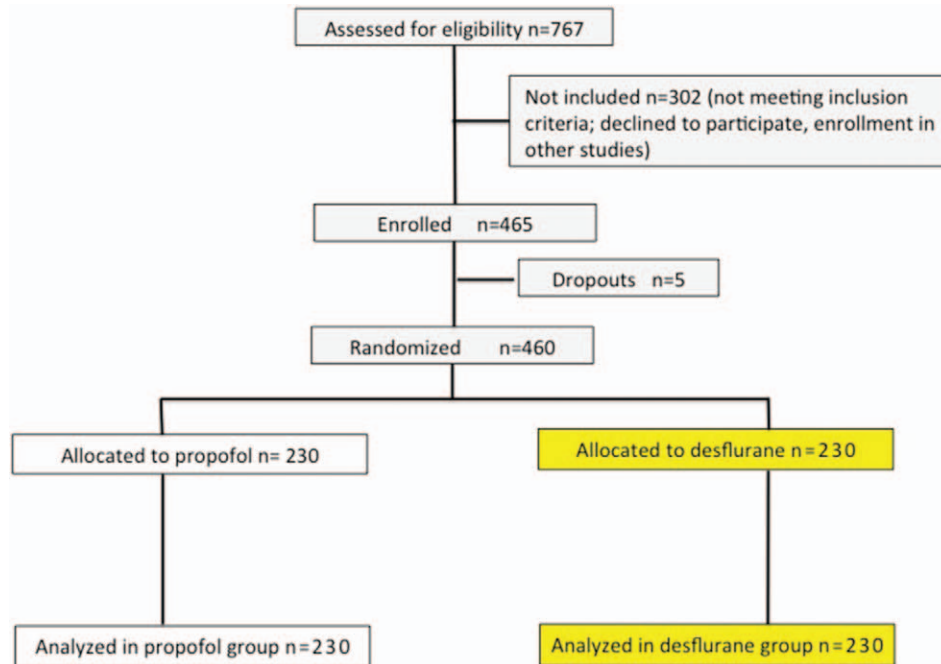 Assessed for eligibility n=767
Not included n=302 (not meeting inclusion
criteria; declined to participate, enrollment in
other studies)
Enrolled n=465
Dropouts n=5
Randomized n=460
Allocated to propofol n= 230
Allocated to desflurane n=230
Analyzed in propofol group n=230
Analyzed in desflurane group n=230